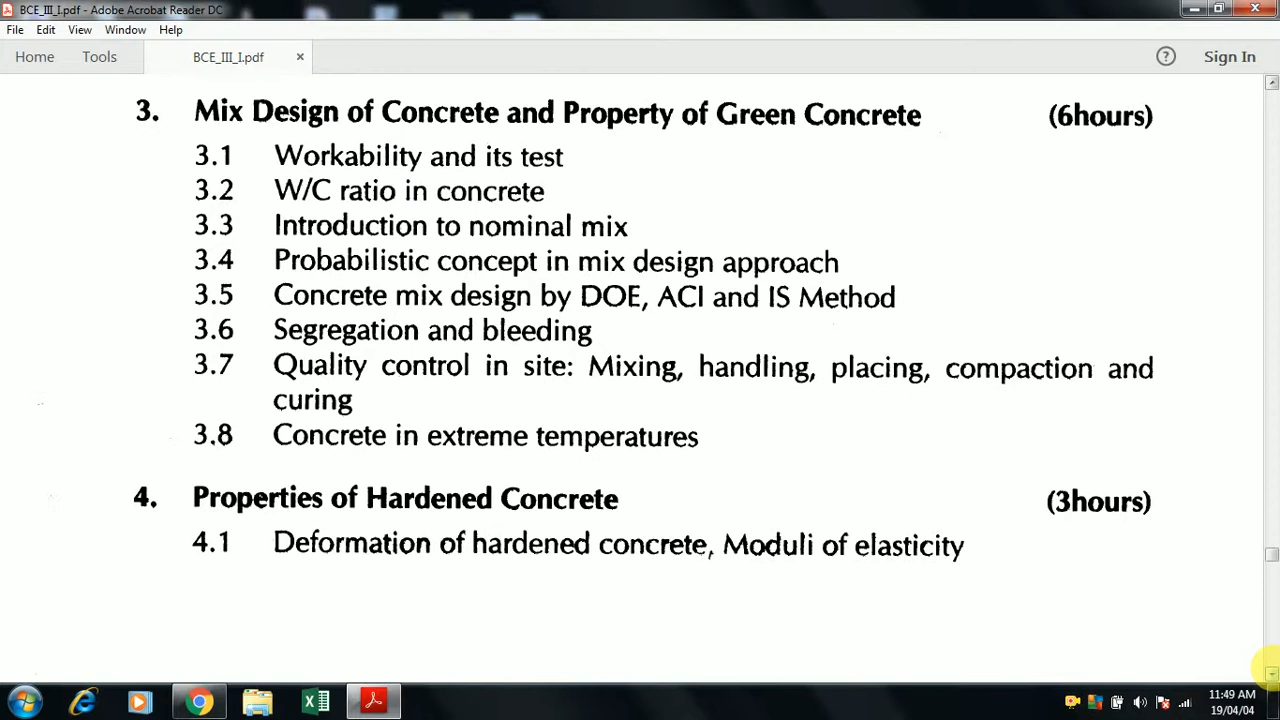 BCE_III_I.pdf - Adobe Acrobat Reader DC
File Edit View Window Help
Home Tools BCE_III_I.pdf × ? Sign In
3. Mix Design of Concrete and Property of Green Concrete (6hours)
3.1 Workability and its test
3.2 W/C ratio in concrete
3.3 Introduction to nominal mix
3.4 Probabilistic concept in mix design approach
3.5 Concrete mix design by DOE, ACI and IS Method
3.6 Segregation and bleeding
3.7 Quality control in site: Mixing, handling, placing, compaction and
curing
3.8 Concrete in extreme temperatures
4. Properties of Hardened Concrete (3hours)
4.1 Deformation of hardened concrete, Moduli of elasticity
11:49 AM
19/04/04